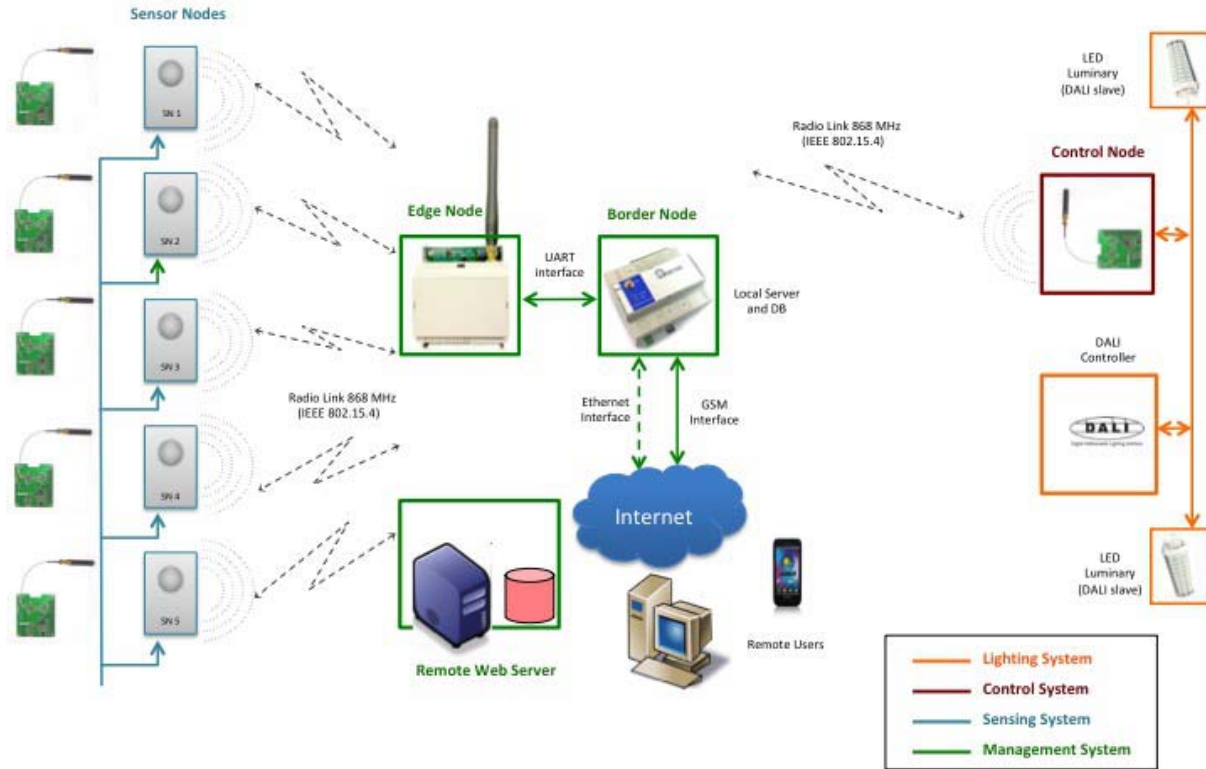 Sensor Nodes
SN 1
SN 2
SN 3
SN 4
SN 5
Radio Link 868 MHz
(IEEE 802.15.4)
Edge Node
UART
interface
Border Node
Local Server
and DB
Ethernet
Interface
GSM
Interface
Internet
Remote Web Server
Remote Users
Radio Link 868 MHz
(IEEE 802.15.4)
Control Node
LED
Luminary
(DALI slave)
DALI
Controller
DALI
LED
Luminary
(DALI slave)
Lighting System
Control System
Sensing System
Management System